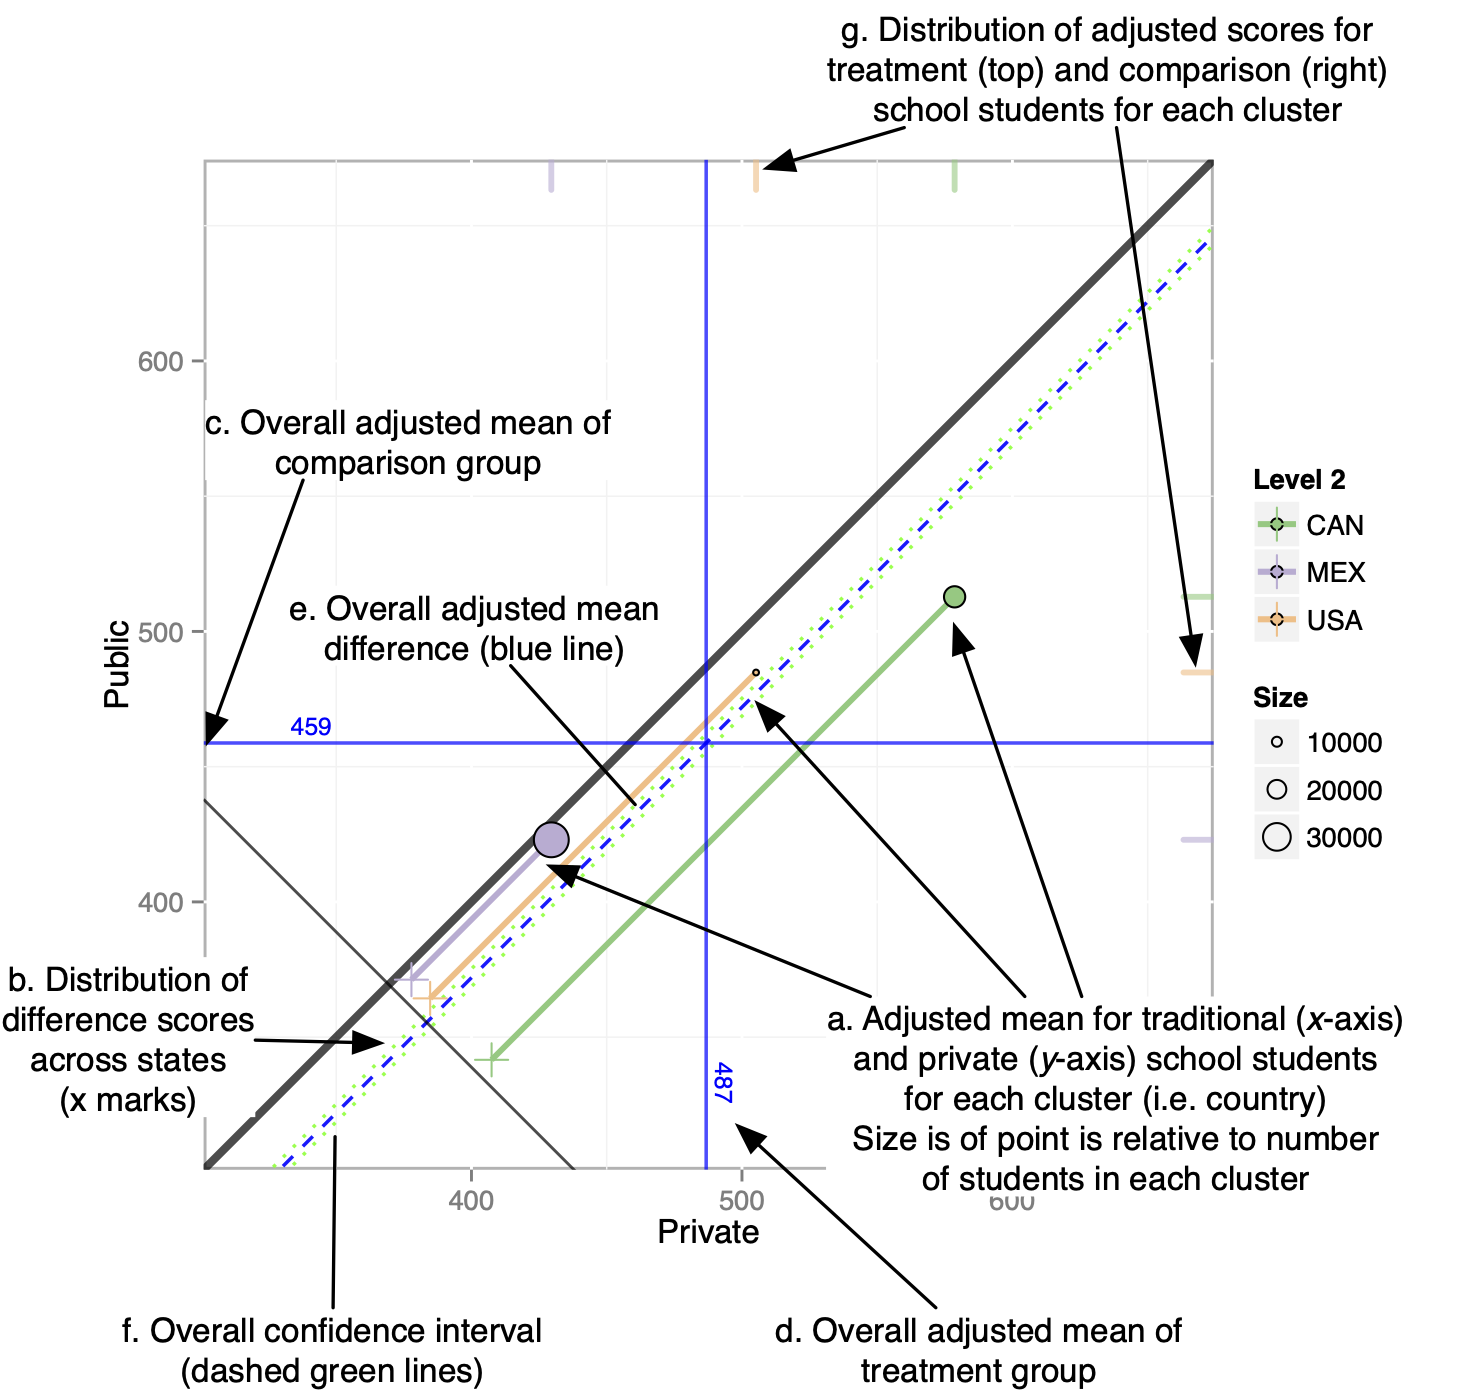 g. Distribution of adjusted scores for
treatment (top) and comparison (right)
school students for each cluster
600
500
400
Public
c. Overall adjusted mean of
comparison group
e. Overall adjusted mean
difference (blue line)
459
487
b. Distribution of
difference scores
across states
(x marks)
a. Adjusted mean for traditional (x-axis)
and private (y-axis) school students
for each cluster (i.e. country)
Size is of point is relative to number
of students in each cluster
Level 2
CAN
MEX
USA
Size
10000
20000
30000
400
500
600
Private
f. Overall confidence interval
(dashed green lines)
d. Overall adjusted mean of
treatment group